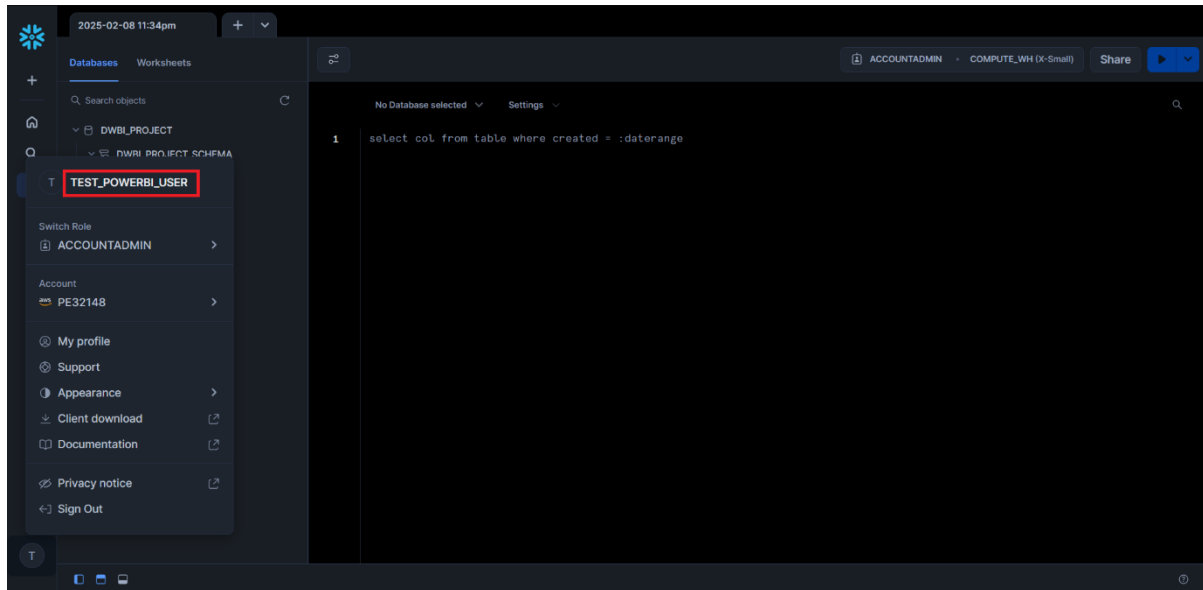 2025-02-08 11:34pm
Databases Worksheets
ACCOUNTADMIN · COMPUTE_WH (X-Small) Share
Search objects
No Database selected Settings
DWBI_PROJECT
DWBI_PROJECT_SCHEMA
1 select col from table where created = :daterange
T TEST_POWERBI_USER
Switch Role
ACCOUNTADMIN
Account
aws PE32148
My profile
Support
Appearance
Client download
Documentation
Privacy notice
Sign Out
T